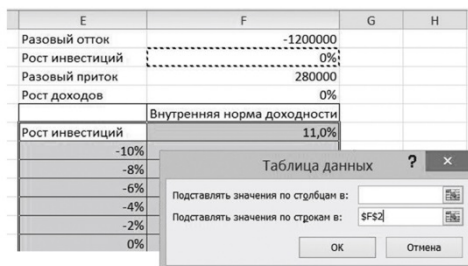 E F G H
Разовый отток -1200000
Рост инвестиций 0%
Разовый приток 280000
Рост доходов 0%
Внутренняя норма доходности
Рост инвестиций 11,0%
-10%
-8%
-6%
-4%
-2%
0%
Таблица данных ? ×
Подставлять значения по столбцам в:
Подставлять значения по строкам в: $F$2
ОК Отмена